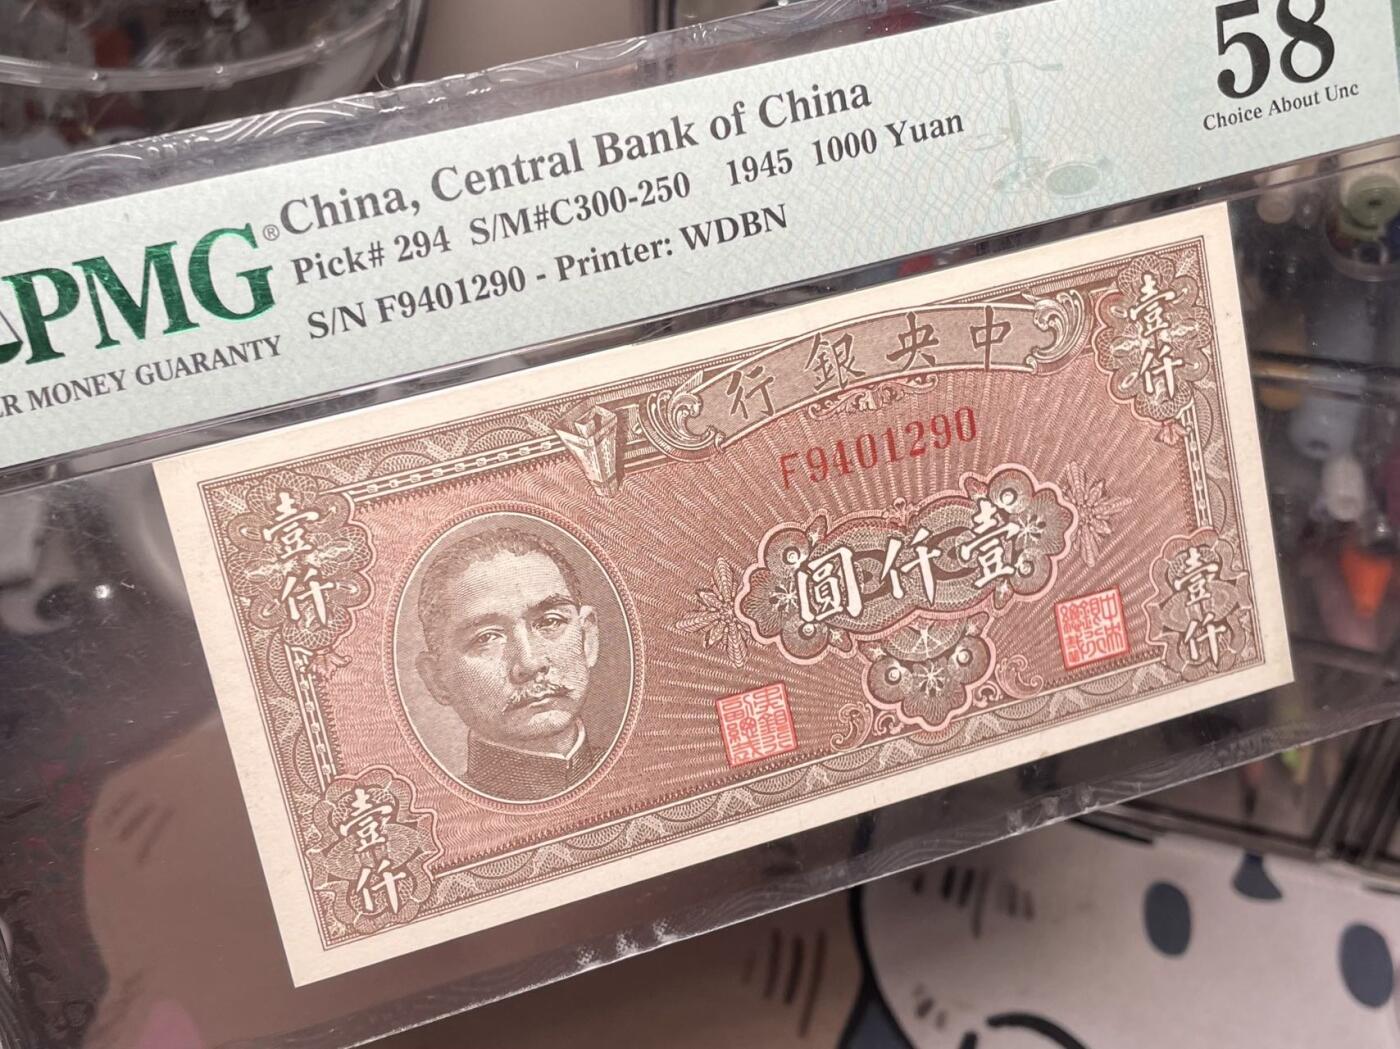 China, Central Bank of China
Pick# 294 S/M#C300-250 1945 1000 Yuan
S/N F9401290 - Printer: WDBN
58
Choice About Unc
PMG®
ER MONEY GUARANTY
行銀央中
F9401290
圓仟壹
壹仟
壹仟
壹仟
壹仟